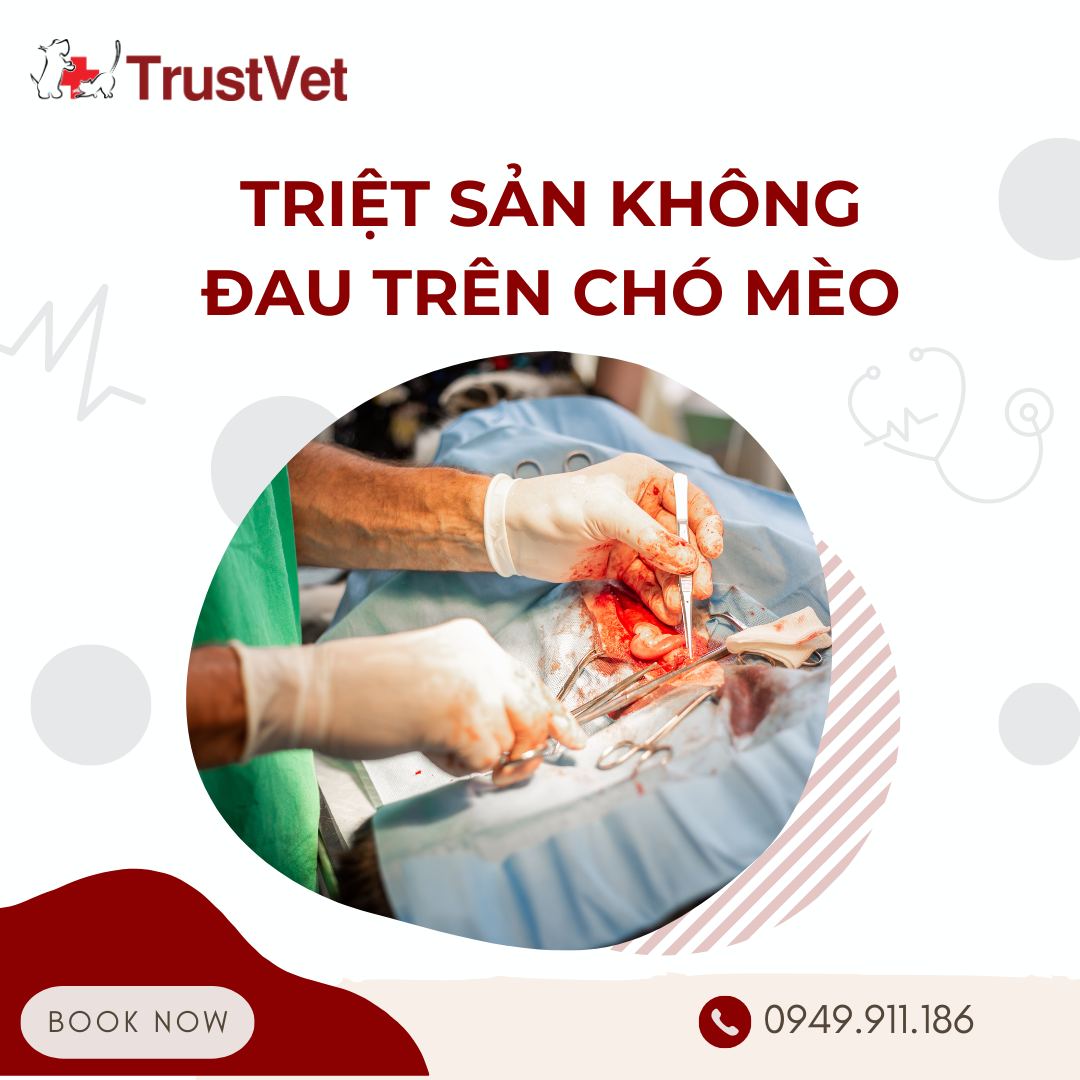 TrustVet
TRIỆT SẢN KHÔNG
ĐAU TRÊN CHÓ MÈO
BOOK NOW
0949.911.186